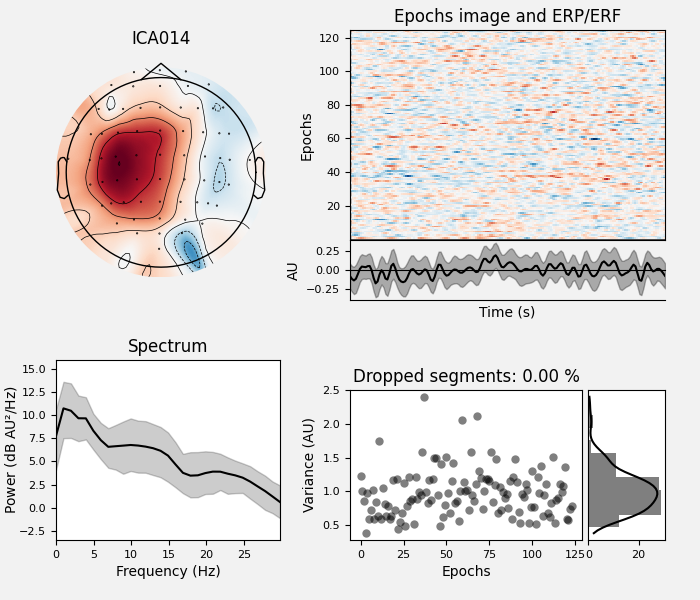 ICA014
Epochs image and ERP/ERF
Epochs
120
100
80
60
40
20
AU
0.25
0.00
−0.25
Time (s)
Spectrum
Power (dB AU²/Hz)
15.0
12.5
10.0
7.5
5.0
2.5
0.0
−2.5
0 5 10 15 20 25
Frequency (Hz)
Dropped segments: 0.00 %
Variance (AU)
2.5
2.0
1.5
1.0
0.5
0 25 50 75 100 125
Epochs
0 20